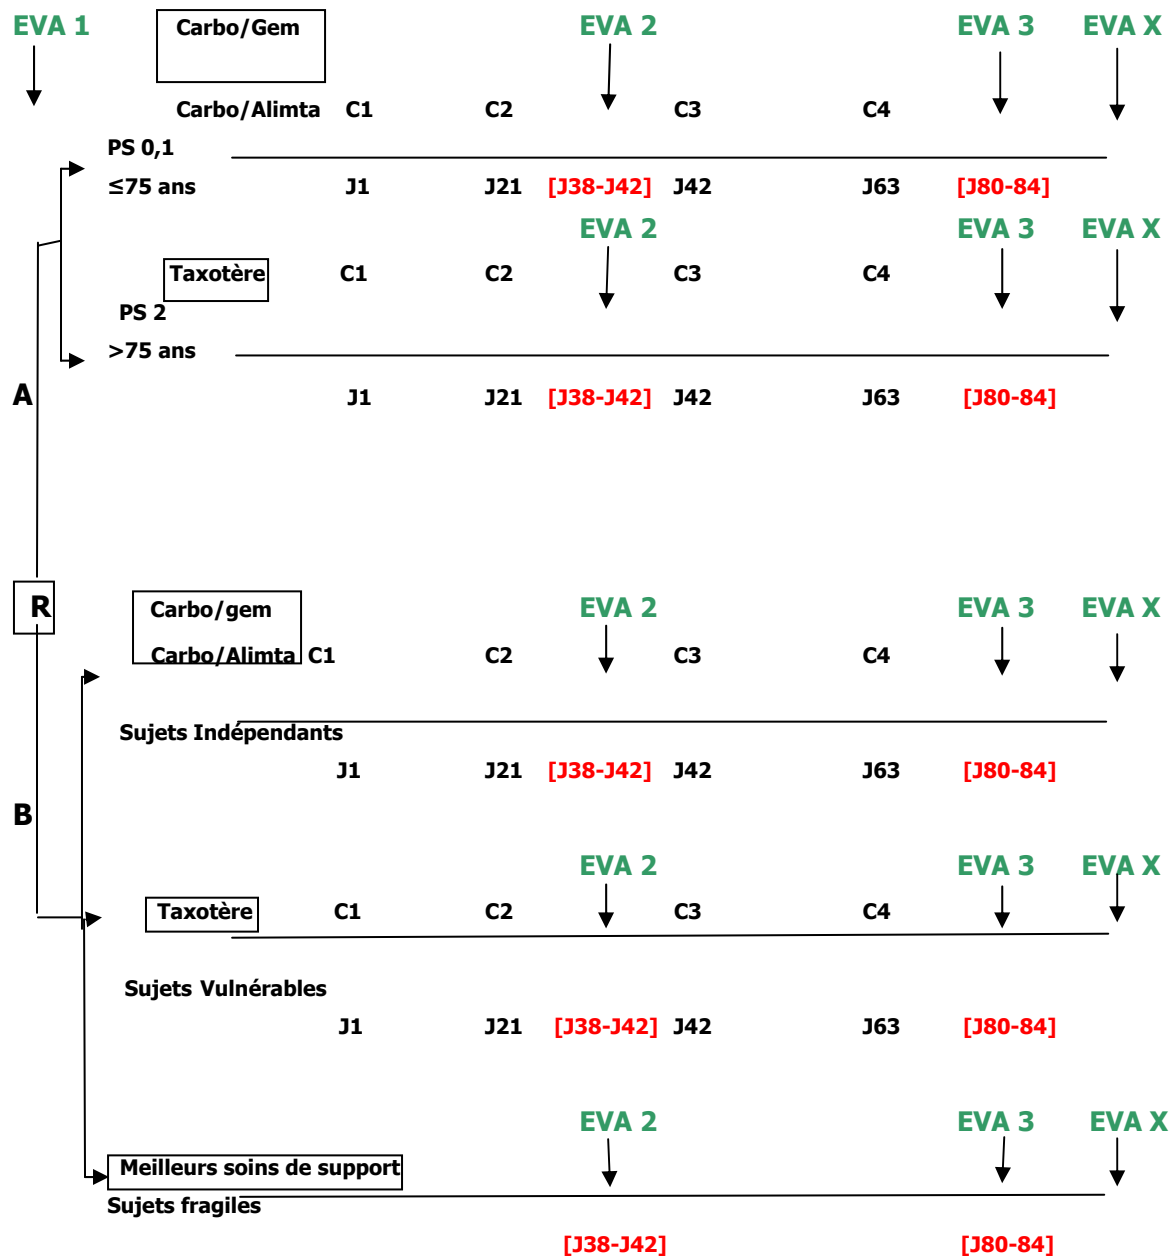 EVA 1 Carbo/Gem EVA 2 EVA 3 EVA X
Carbo/Alimta C1 C2 C3 C4
PS 0,1
≤75 ans J1 J21 [J38-J42] J42 J63 [J80-84]
EVA 2 EVA 3 EVA X
Taxotère C1 C2 C3 C4
PS 2
>75 ans
A J1 J21 [J38-J42] J42 J63 [J80-84]
R Carbo/gem EVA 2 EVA 3 EVA X
Carbo/Alimta C1 C2 C3 C4
Sujets Indépendants
J1 J21 [J38-J42] J42 J63 [J80-84]
B
EVA 2 EVA 3 EVA X
Taxotère C1 C2 C3 C4
Sujets Vulnérables
J1 J21 [J38-J42] J42 J63 [J80-84]
EVA 2 EVA 3 EVA X
Meilleurs soins de support
Sujets fragiles
[J38-J42] [J80-84]